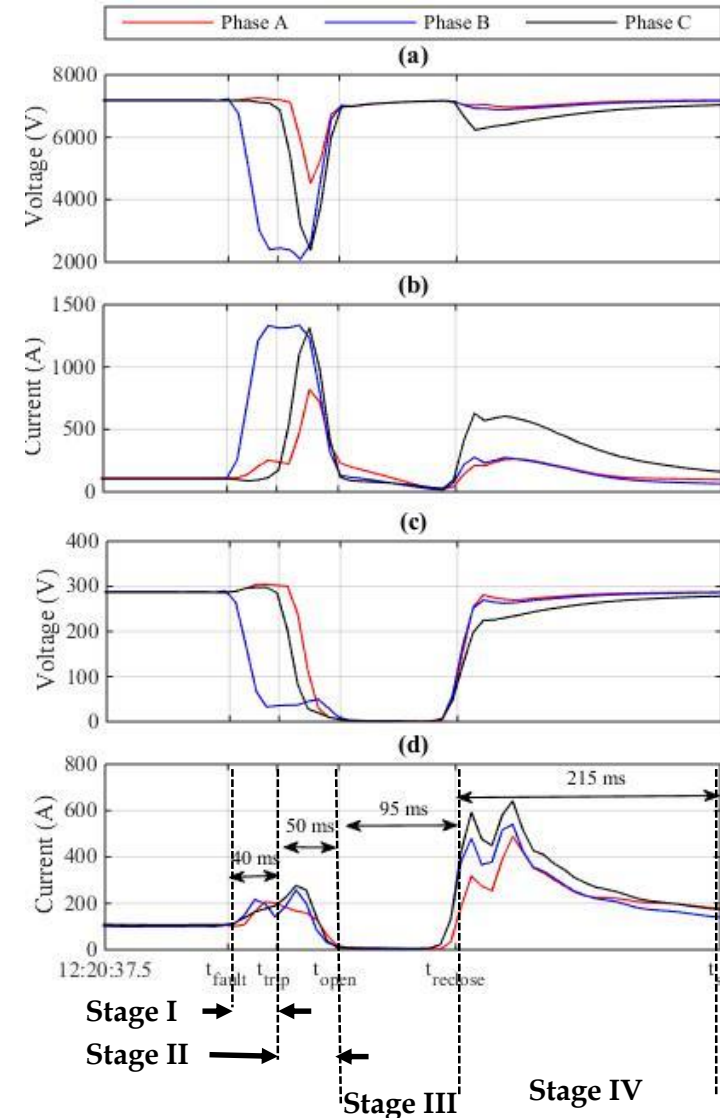 Phase A Phase B Phase C
(a)
8000
6000
4000
2000
Voltage (V)
(b)
1500
1000
500
0
Current (A)
(c)
400
300
200
100
0
Voltage (V)
(d)
800
600
400
200
0
Current (A)
40 ms
50 ms
95 ms
215 ms
12:20:37.5 t_fault t_trip t_open t_reclose t
Stage I
Stage II
Stage III
Stage IV